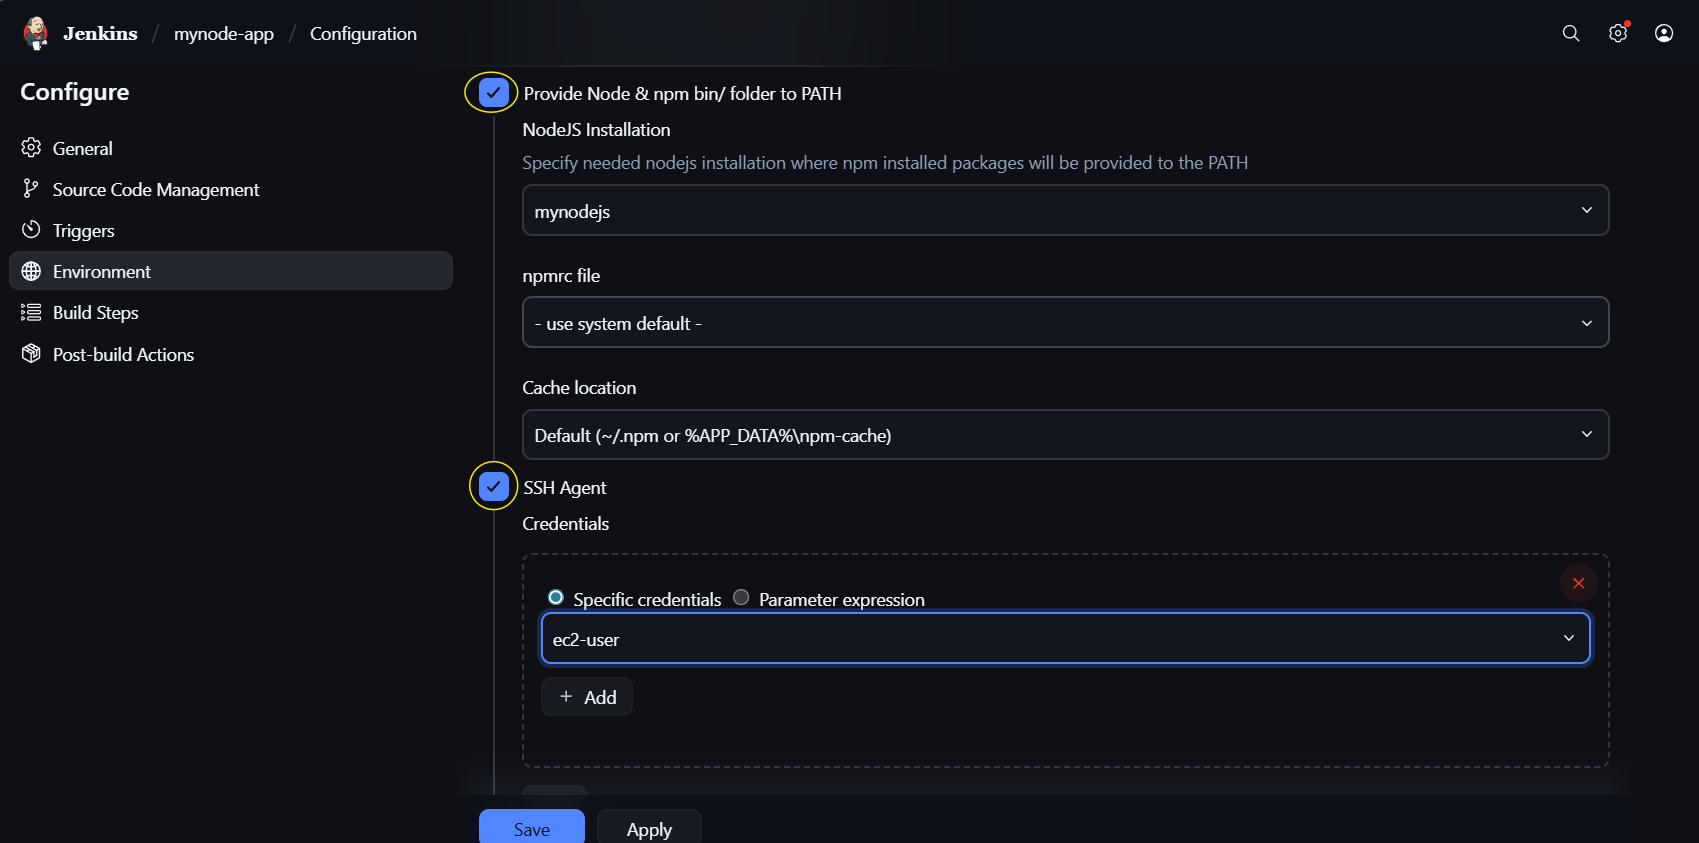 Jenkins / mynode-app / Configuration
Configure
General
Source Code Management
Triggers
Environment
Build Steps
Post-build Actions
Provide Node & npm bin/ folder to PATH
NodeJS Installation
Specify needed nodejs installation where npm installed packages will be provided to the PATH
mynodejs
npmrc file
- use system default -
Cache location
Default (~/.npm or %APP_DATA%\npm-cache)
SSH Agent
Credentials
Specific credentials Parameter expression
ec2-user
+ Add
Save Apply